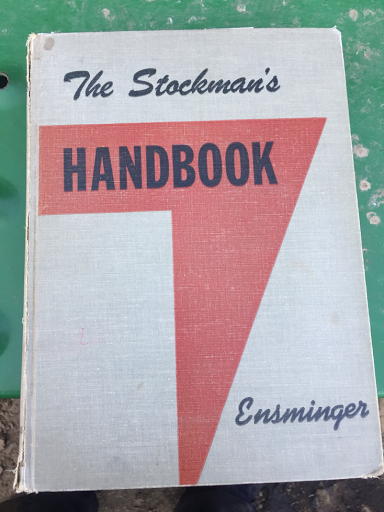 The Stockman's
HANDBOOK
Ensminger